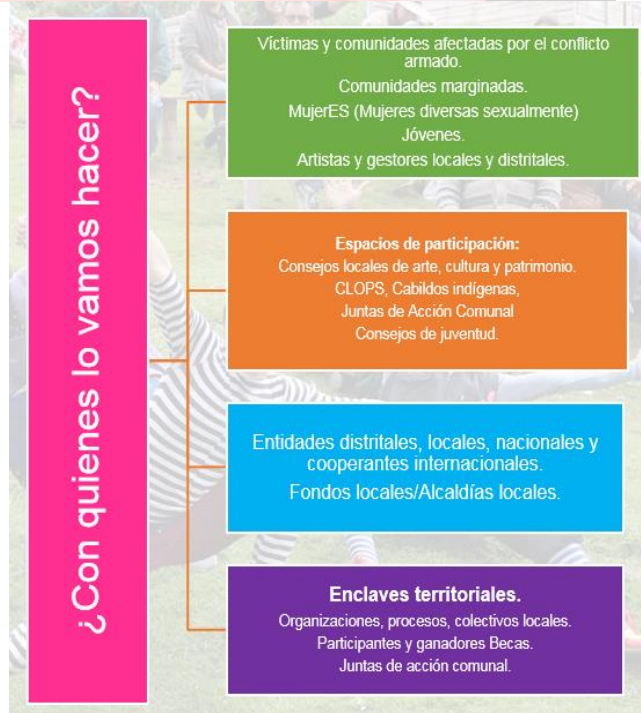 ¿Con quienes lo vamos hacer?
Víctimas y comunidades afectadas por el conflicto
armado.
Comunidades marginadas.
MujerES (Mujeres diversas sexualmente)
Jóvenes.
Artistas y gestores locales y distritales.
Espacios de participación:
Consejos locales de arte, cultura y patrimonio.
CLOPS, Cabildos indígenas,
Juntas de Acción Comunal
Consejos de juventud.
Entidades distritales, locales, nacionales y
cooperantes internacionales.
Fondos locales/Alcaldías locales.
Enclaves territoriales.
Organizaciones, procesos, colectivos locales.
Participantes y ganadores Becas.
Juntas de acción comunal.